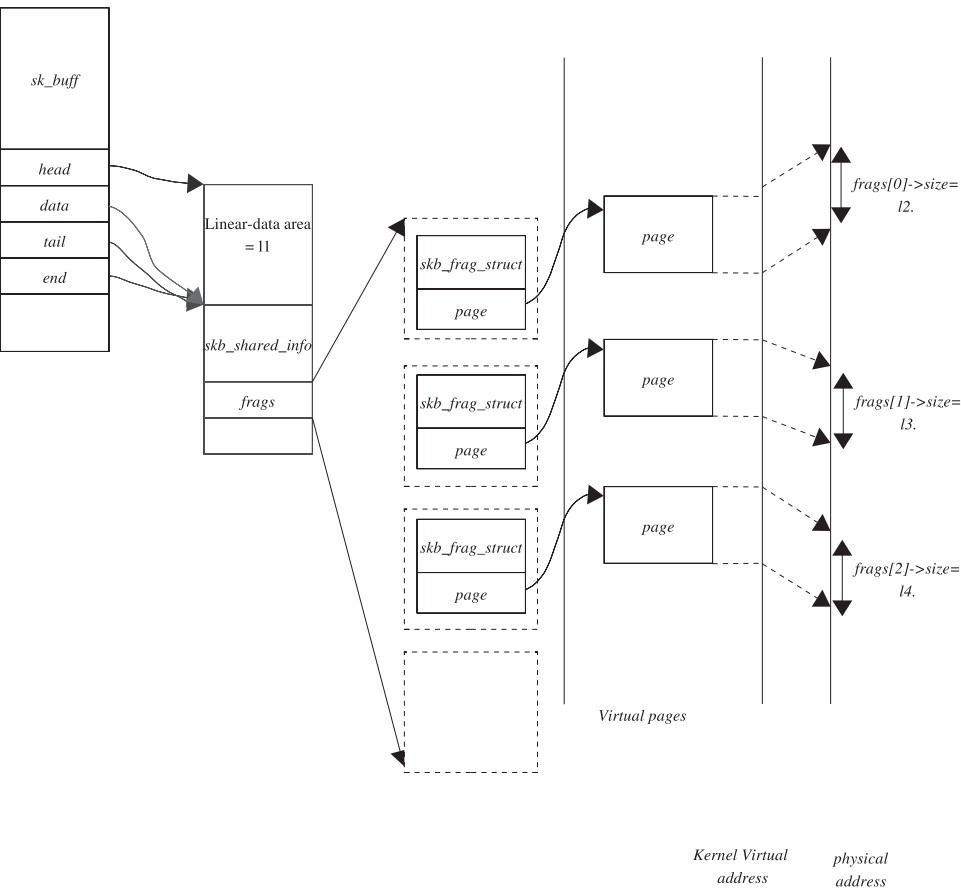 sk_buff
head
data
tail
end
Linear-data area
= l1
skb_shared_info
frags
skb_frag_struct
page
skb_frag_struct
page
skb_frag_struct
page
page
page
page
frags[0]->size=
l2.
frags[1]->size=
l3.
frags[2]->size=
l4.
Virtual pages
Kernel Virtual
address
physical
address